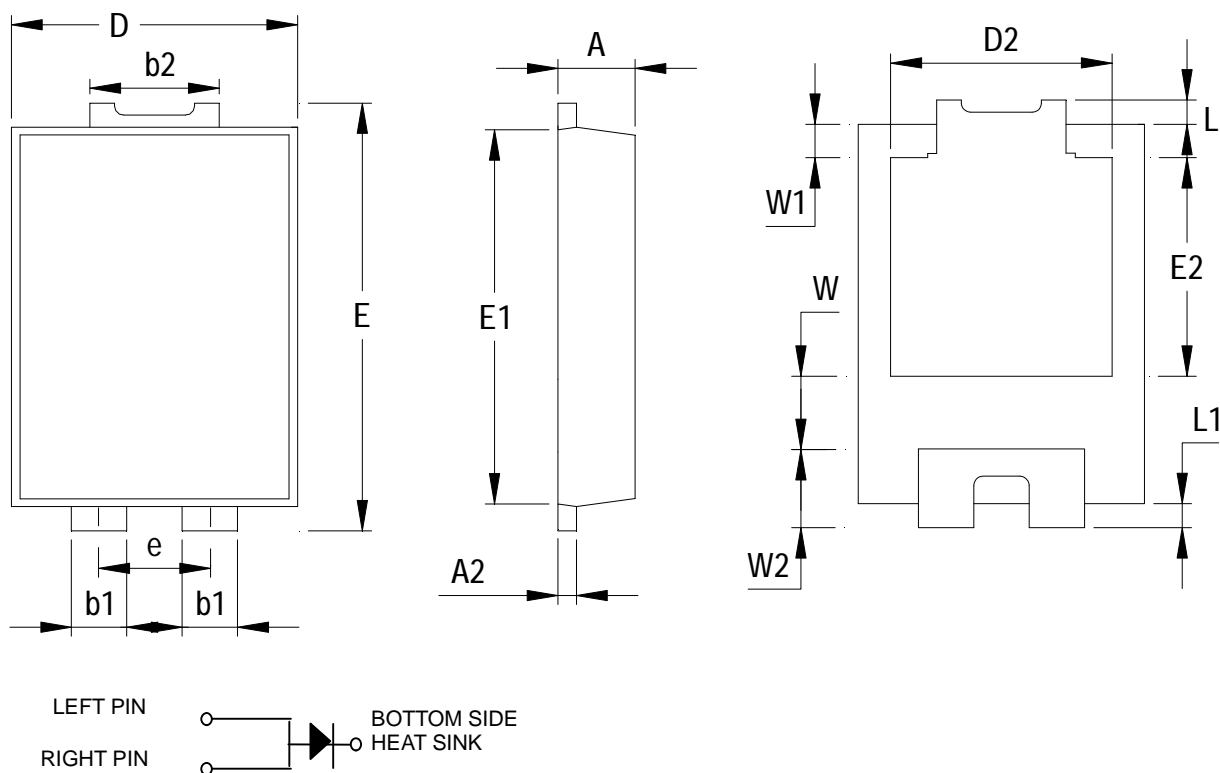 D
b2
A
D2
L
W1
E
E1
W
E2
L1
e
A2
W2
b1
b1
LEFT PIN
BOTTOM SIDE
HEAT SINK
RIGHT PIN